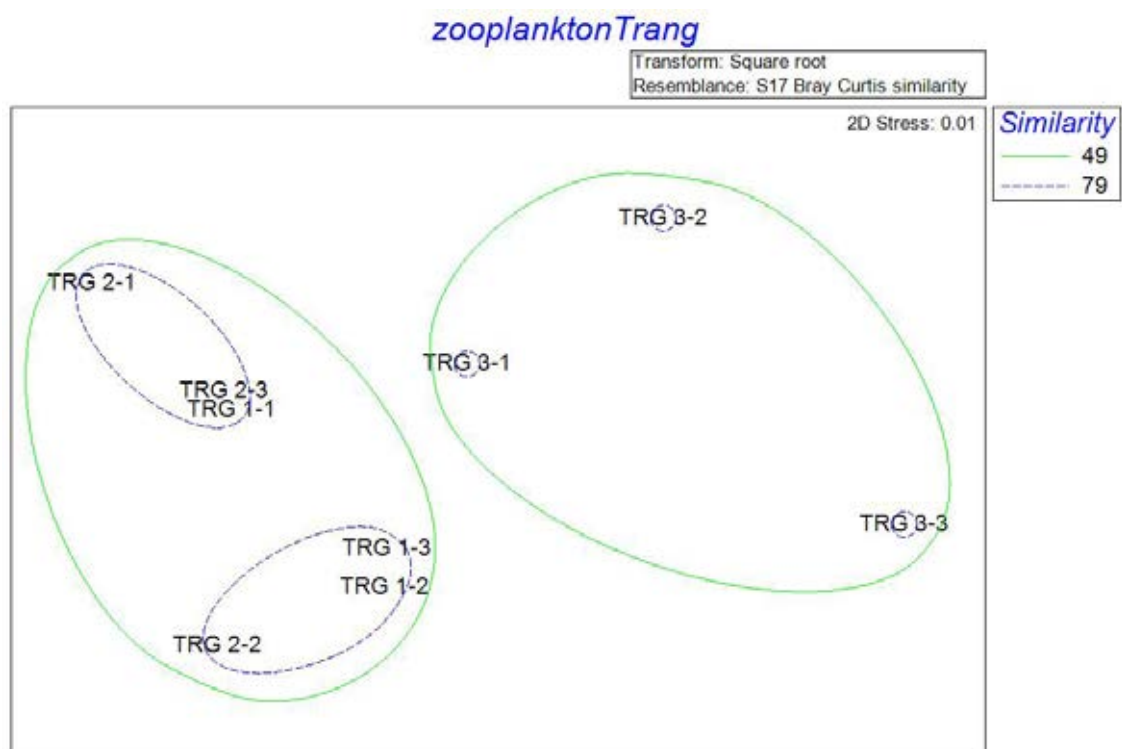 zooplanktonTrang
Transform: Square root
Resemblance: S17 Bray Curtis similarity
2D Stress: 0.01
Similarity
49
79
TRG 3-2
TRG 2-1
TRG 3-1
TRG 2-3
TRG 1-1
TRG 3-3
TRG 1-3
TRG 1-2
TRG 2-2